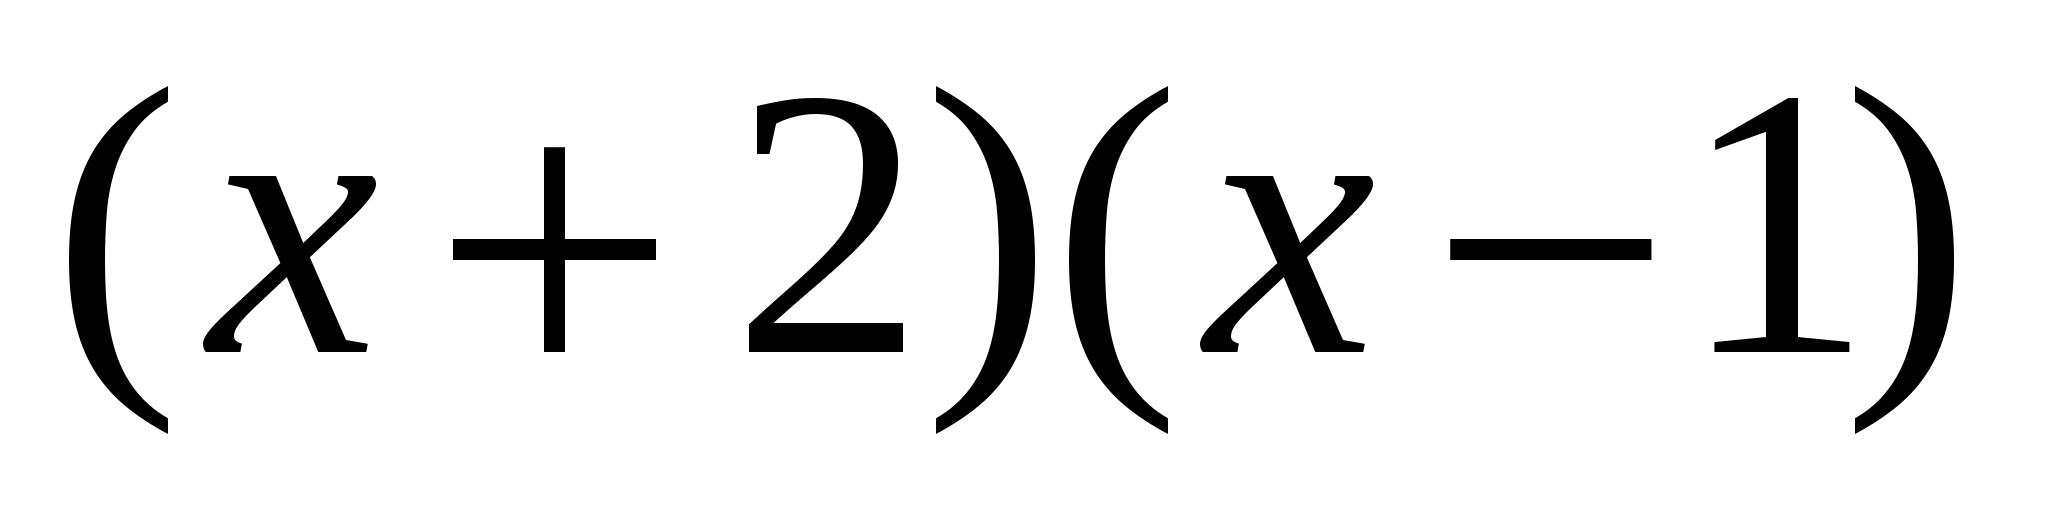 (x + 2)(x − 1)